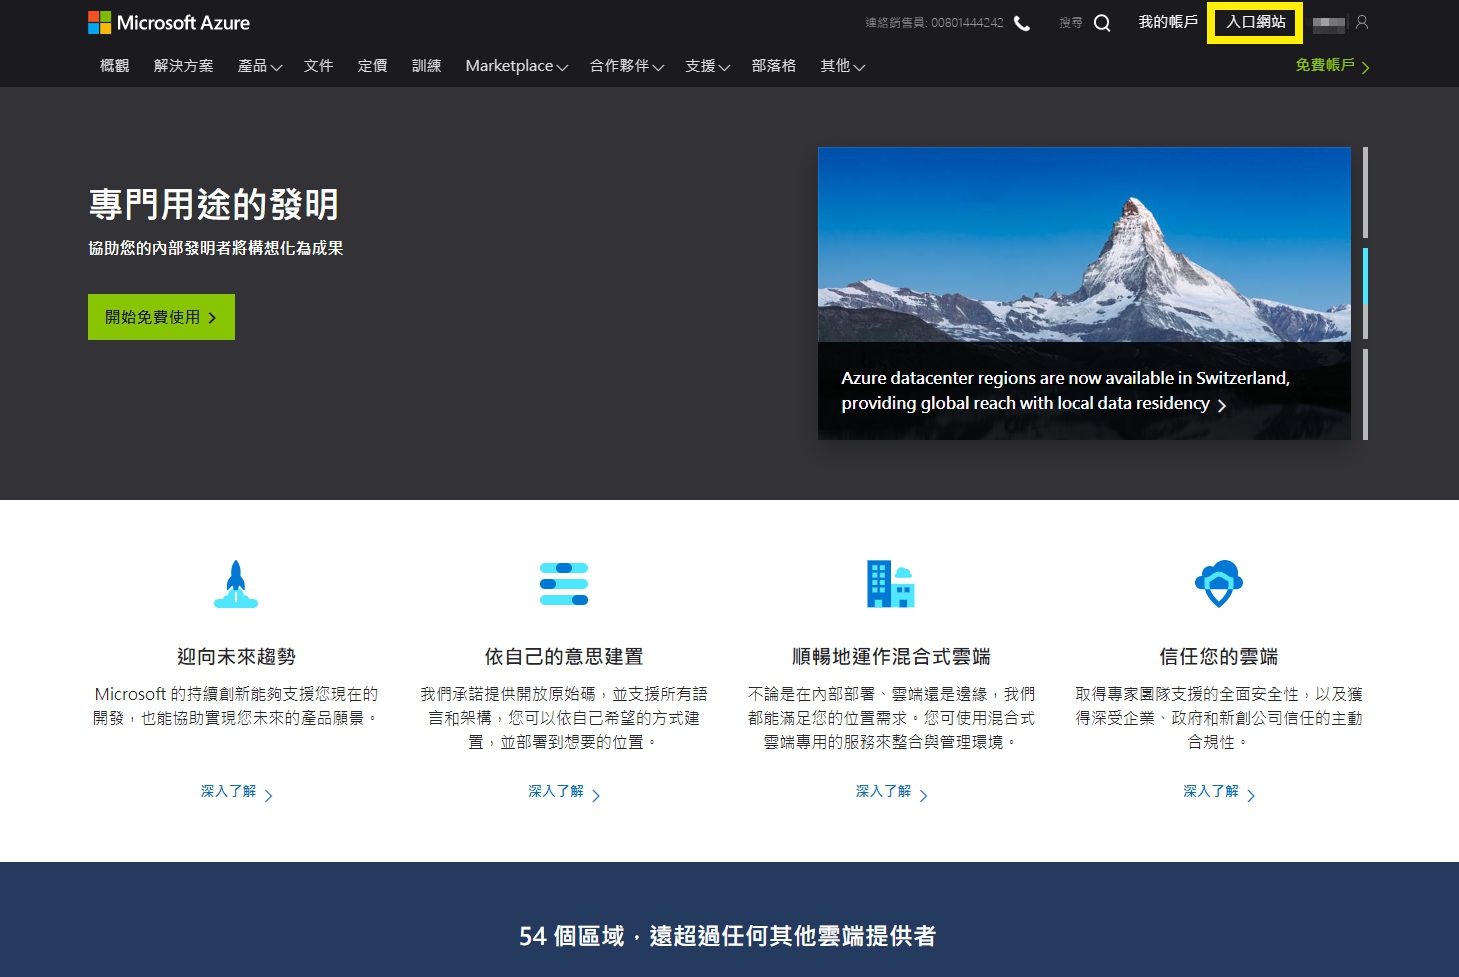 Microsoft Azure
連絡銷售員: 00801444242
搜尋
我的帳戶
入口網站
概觀
解決方案
產品
文件
定價
訓練
Marketplace
合作夥伴
支援
部落格
其他
免費帳戶
專門用途的發明
協助您的內部發明者將構想化為成果
開始免費使用
Azure datacenter regions are now available in Switzerland,
providing global reach with local data residency
迎向未來趨勢
Microsoft 的持續創新能夠支援您現在的
開發，也能協助實現您未來的產品願景。
深入了解
依自己的意思建置
我們承諾提供開放原始碼，並支援所有語
言和架構，您可以依自己希望的方式建
置，並部署到想要的位置。
深入了解
順暢地運作混合式雲端
不論是在內部部署、雲端還是邊緣，我們
都能滿足您的位置需求。您可使用混合式
雲端專用的服務來整合與管理環境。
深入了解
信任您的雲端
取得專家團隊支援的全面安全性，以及獲
得深受企業、政府和新創公司信任的主動
合規性。
深入了解
54 個區域，遠超過任何其他雲端提供者